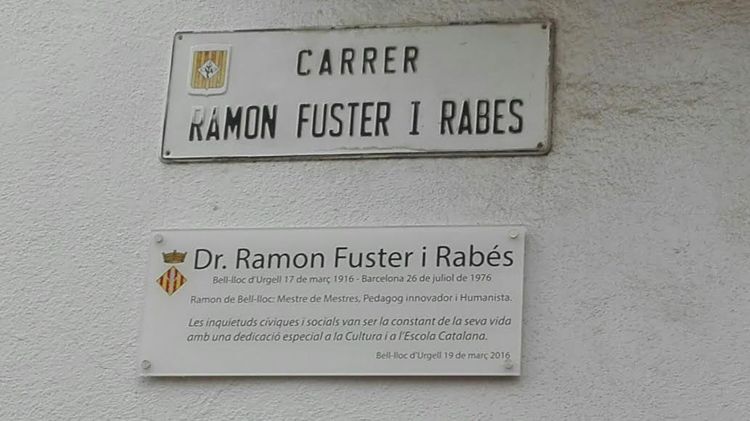 CARRER
RAMON FUSTER I RABES
Dr. Ramon Fuster i Rabés
Bell-lloc d'Urgell 17 de març 1916 - Barcelona 26 de juliol de 1976
Ramon de Bell-lloc: Mestre de Mestres, Pedagog innovador i Humanista.
Les inquietuds cíviques i socials van ser la constant de la seva vida
amb una dedicació especial a la Cultura i a l'Escola Catalana.
Bell-lloc d'Urgell 19 de març 2016